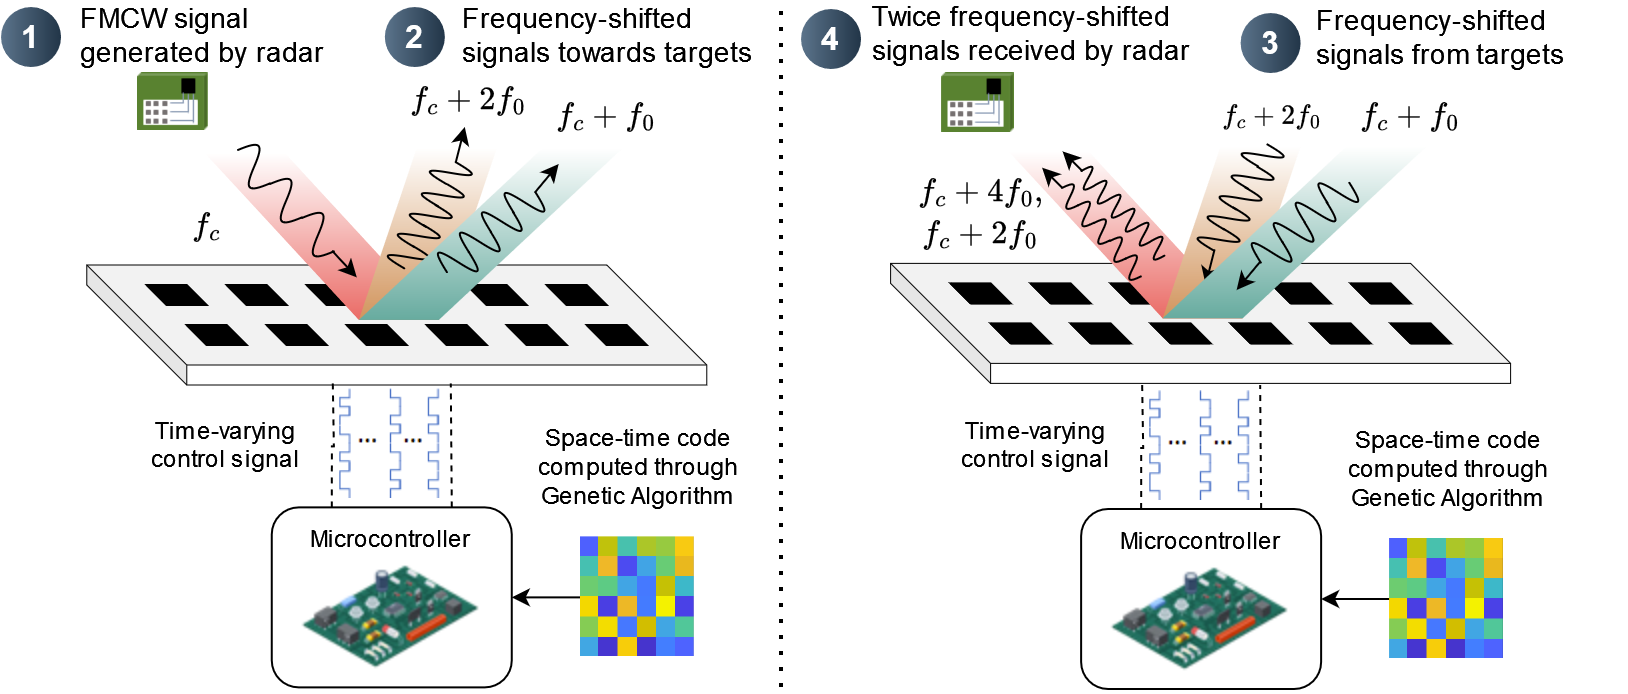 1
FMCW signal
generated by radar
2
Frequency-shifted
signals towards targets
f_c + 2f_0
f_c + f_0
f_c
Time-varying
control signal
Space-time code
computed through
Genetic Algorithm
Microcontroller
4
Twice frequency-shifted
signals received by radar
3
Frequency-shifted
signals from targets
f_c + 2f_0
f_c + f_0
f_c + 4f_0,
f_c + 2f_0
Time-varying
control signal
Space-time code
computed through
Genetic Algorithm
Microcontroller